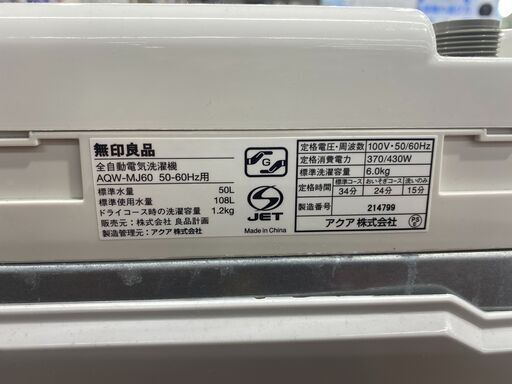 無印良品
全自動電気洗濯機
AQW-MJ60 50-60Hz用
標準水量 50L
標準使用水量 108L
ドライコース時の洗濯容量 1.2kg
販売元：株式会社 良品計画
製造管理元：アクア 株式会社
G
S
JET
Made in China
定格電圧・周波数 100V・50/60Hz
定格消費電力 370/430W
標準洗濯容量 6.0kg
定格時間 標準コース おいそぎコース 洗いのみ
34分 24分 15分
製造番号 214799
アクア 株式会社
PSE